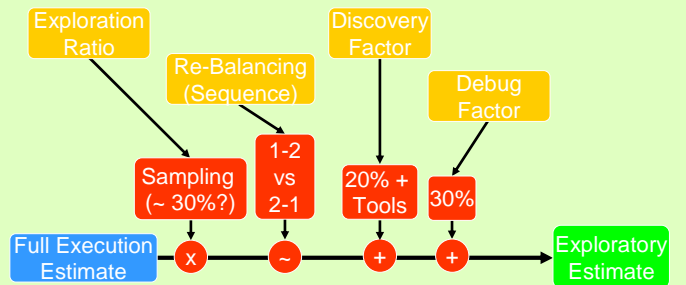 Exploration
Ratio
Discovery
Factor
Re-Balancing
(Sequence)
Debug
Factor
Sampling
(~ 30%?)
1-2
vs
2-1
20% +
Tools
30%
Full Execution
Estimate
x
~
+
+
Exploratory
Estimate